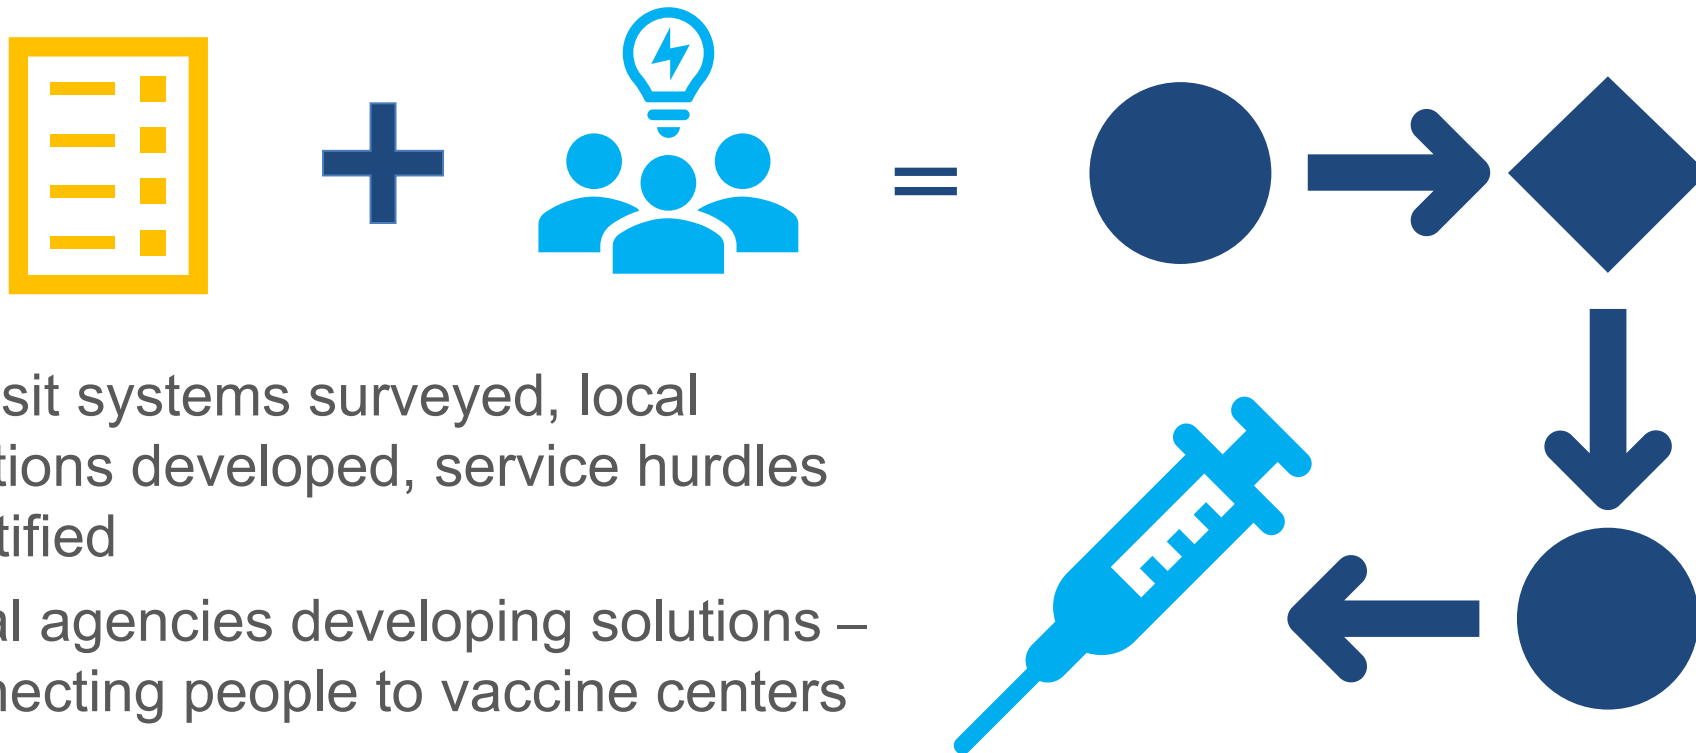 =
sit systems surveyed, local
tions developed, service hurdles
tified
al agencies developing solutions –
necting people to vaccine centers